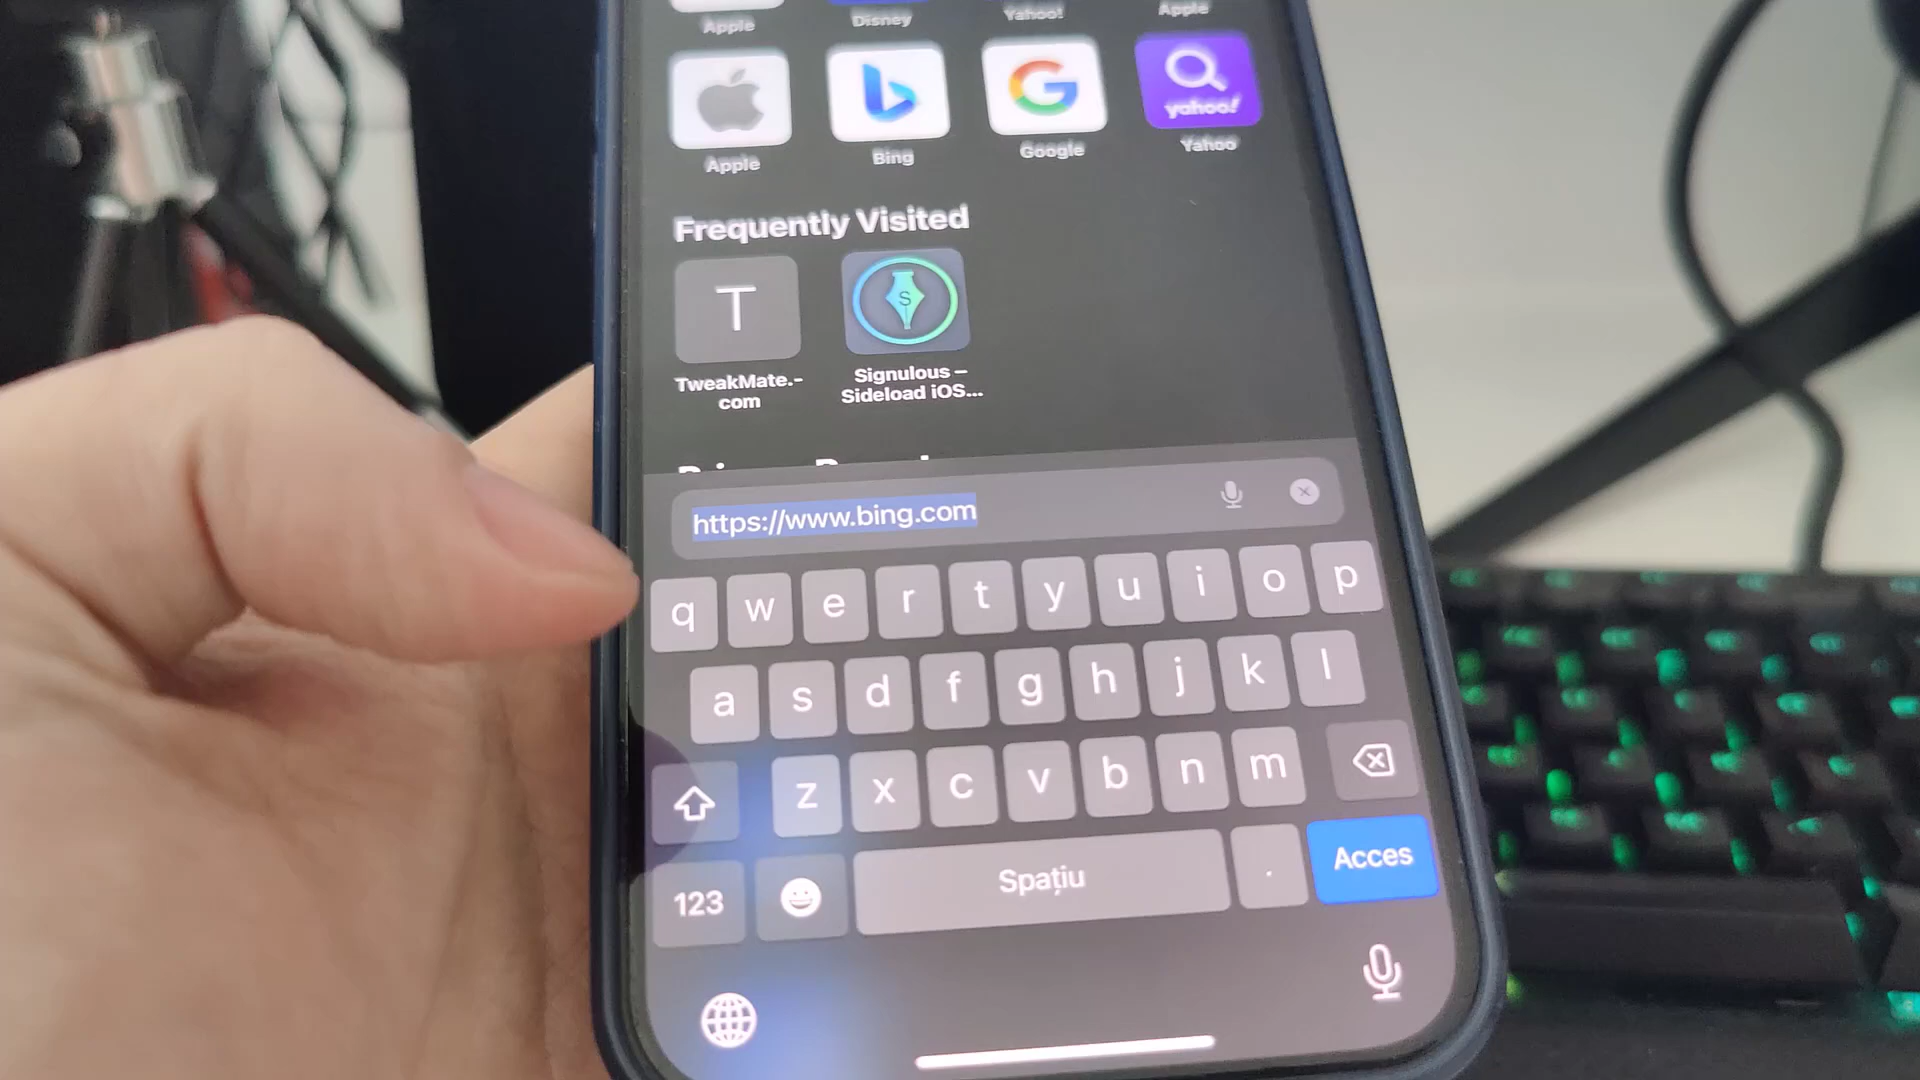 Apple Disney Yahoo! Apple
yahoo!
Apple Bing Google Yahoo
Frequently Visited
T S
TweakMate.-
com
Signulous –
Sideload iOS...
https://www.bing.com
q w e r t y u i o p
a s d f g h j k l
z x c v b n m
123 Spațiu . Acces